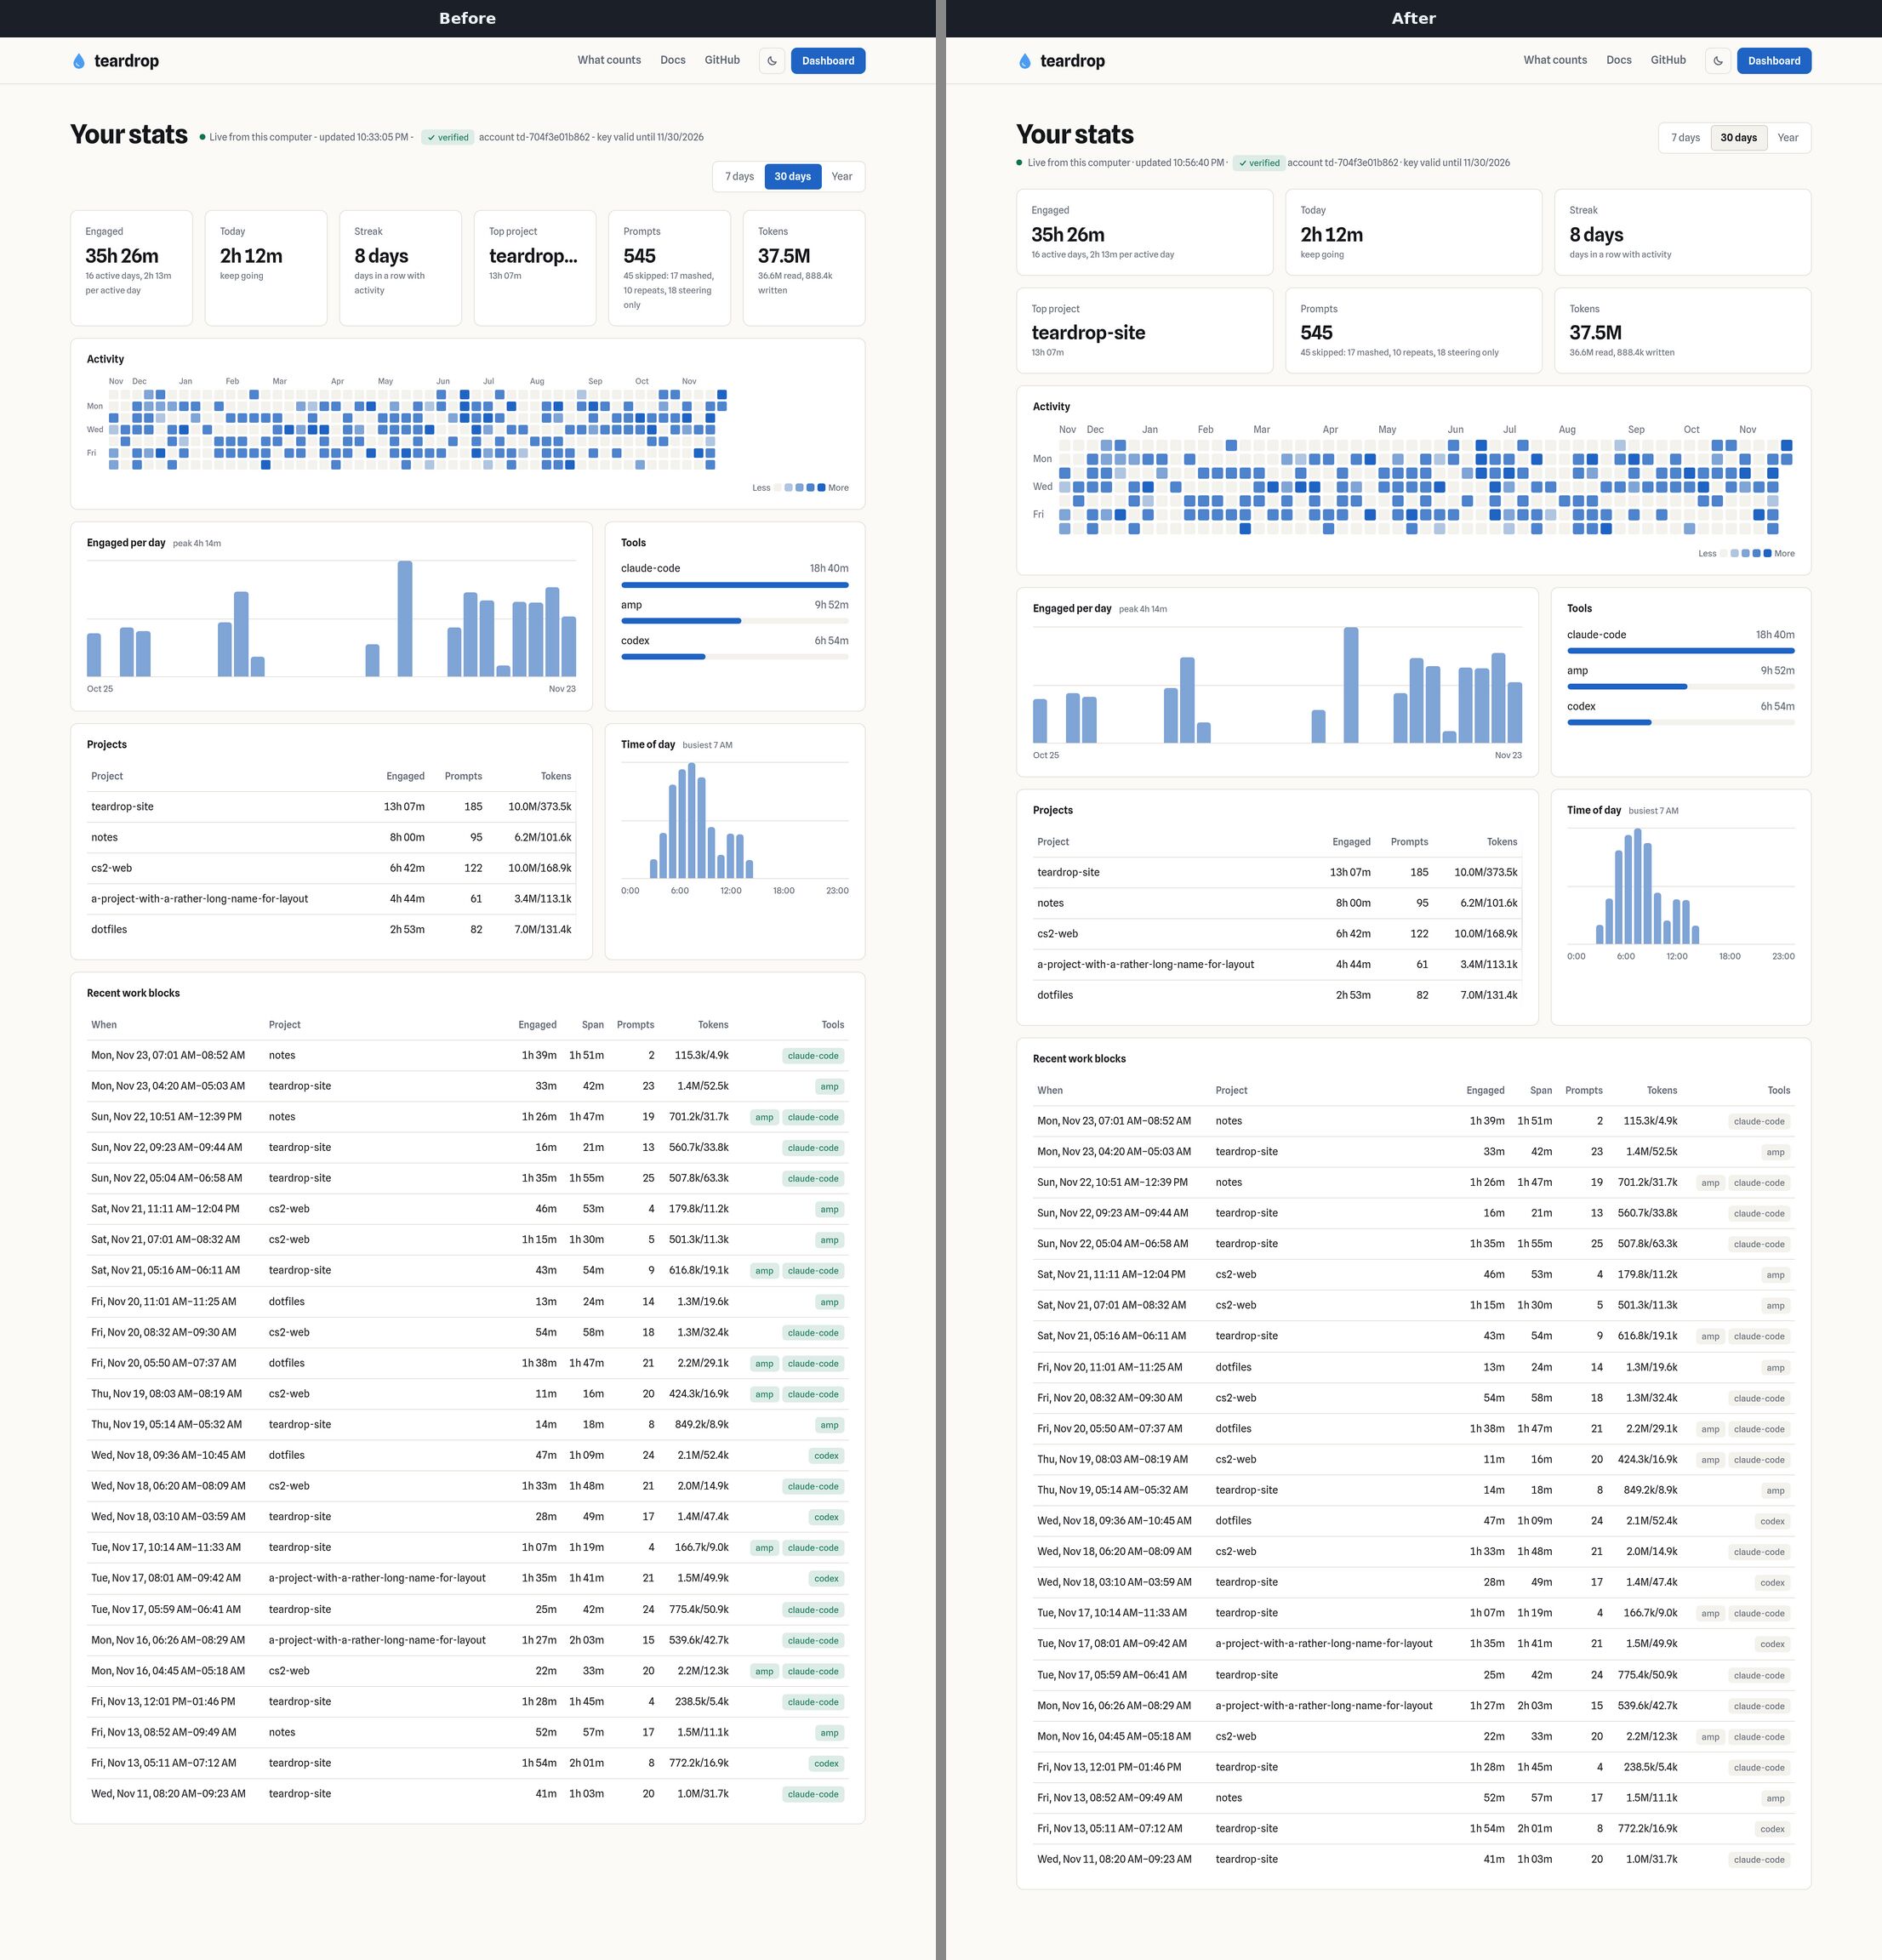 Before
teardrop What counts Docs GitHub Dashboard
Your stats Live from this computer - updated 10:33:05 PM - verified account td-704f3e01b862 - key valid until 11/30/2026
7 days 30 days Year
Engaged Today Streak Top project Prompts Tokens
35h 26m 2h 12m 8 days teardrop... 545 37.5M
16 active days, 2h 13m keep going days in a row with 13h 07m 45 skipped: 17 mashed, 36.6M read, 888.4k
per active day activity 10 repeats, 18 steering written
only
Activity
Nov Dec Jan Feb Mar Apr May Jun Jul Aug Sep Oct Nov
Mon
Wed
Fri
Less More
Engaged per day peak 4h 14m
Oct 25 Nov 23
Tools
claude-code 18h 40m
amp 9h 52m
codex 6h 54m
Projects
Project Engaged Prompts Tokens
teardrop-site 13h 07m 185 10.0M/373.5k
notes 8h 00m 95 6.2M/101.6k
cs2-web 6h 42m 122 10.0M/168.9k
a-project-with-a-rather-long-name-for-layout 4h 44m 61 3.4M/113.1k
dotfiles 2h 53m 82 7.0M/131.4k
Time of day busiest 7 AM
0:00 6:00 12:00 18:00 23:00
Recent work blocks
When Project Engaged Span Prompts Tokens Tools
Mon, Nov 23, 07:01 AM–08:52 AM notes 1h 39m 1h 51m 2 115.3k/4.9k claude-code
Mon, Nov 23, 04:20 AM–05:03 AM teardrop-site 33m 42m 23 1.4M/52.5k amp
Sun, Nov 22, 10:51 AM–12:39 PM notes 1h 26m 1h 47m 19 701.2k/31.7k amp claude-code
Sun, Nov 22, 09:23 AM–09:44 AM teardrop-site 16m 21m 13 560.7k/33.8k claude-code
Sun, Nov 22, 05:04 AM–06:58 AM teardrop-site 1h 35m 1h 55m 25 507.8k/63.3k claude-code
Sat, Nov 21, 11:11 AM–12:04 PM cs2-web 46m 53m 4 179.8k/11.2k amp
Sat, Nov 21, 07:01 AM–08:32 AM cs2-web 1h 15m 1h 30m 5 501.3k/11.3k amp
Sat, Nov 21, 05:16 AM–06:11 AM teardrop-site 43m 54m 9 616.8k/19.1k amp claude-code
Fri, Nov 20, 11:01 AM–11:25 AM dotfiles 13m 24m 14 1.3M/19.6k amp
Fri, Nov 20, 08:32 AM–09:30 AM cs2-web 54m 58m 18 1.3M/32.4k claude-code
Fri, Nov 20, 05:50 AM–07:37 AM dotfiles 1h 38m 1h 47m 21 2.2M/29.1k amp claude-code
Thu, Nov 19, 08:03 AM–08:19 AM cs2-web 11m 16m 20 424.3k/16.9k amp claude-code
Thu, Nov 19, 05:14 AM–05:32 AM teardrop-site 14m 18m 8 849.2k/8.9k amp
Wed, Nov 18, 09:36 AM–10:45 AM dotfiles 47m 1h 09m 24 2.1M/52.4k codex
Wed, Nov 18, 06:20 AM–08:09 AM cs2-web 1h 33m 1h 48m 21 2.0M/14.9k claude-code
Wed, Nov 18, 03:10 AM–03:59 AM teardrop-site 28m 49m 17 1.4M/47.4k codex
Tue, Nov 17, 10:14 AM–11:33 AM teardrop-site 1h 07m 1h 19m 4 166.7k/9.0k amp claude-code
Tue, Nov 17, 08:01 AM–09:42 AM a-project-with-a-rather-long-name-for-layout 1h 35m 1h 41m 21 1.5M/49.9k codex
Tue, Nov 17, 05:59 AM–06:41 AM teardrop-site 25m 42m 24 775.4k/50.9k claude-code
Mon, Nov 16, 06:26 AM–08:29 AM a-project-with-a-rather-long-name-for-layout 1h 27m 2h 03m 15 539.6k/42.7k claude-code
Mon, Nov 16, 04:45 AM–05:18 AM cs2-web 22m 33m 20 2.2M/12.3k amp claude-code
Fri, Nov 13, 12:01 PM–01:46 PM teardrop-site 1h 28m 1h 45m 4 238.5k/5.4k claude-code
Fri, Nov 13, 08:52 AM–09:49 AM notes 52m 57m 17 1.5M/11.1k amp
Fri, Nov 13, 05:11 AM–07:12 AM teardrop-site 1h 54m 2h 01m 8 772.2k/16.9k codex
Wed, Nov 11, 08:20 AM–09:23 AM teardrop-site 41m 1h 03m 20 1.0M/31.7k claude-code
After
teardrop What counts Docs GitHub Dashboard
Your stats 7 days 30 days Year
Live from this computer · updated 10:56:40 PM · verified account td-704f3e01b862 · key valid until 11/30/2026
Engaged Today Streak
35h 26m 2h 12m 8 days
16 active days, 2h 13m per active day keep going days in a row with activity
Top project Prompts Tokens
teardrop-site 545 37.5M
13h 07m 45 skipped: 17 mashed, 10 repeats, 18 steering only 36.6M read, 888.4k written
Activity
Nov Dec Jan Feb Mar Apr May Jun Jul Aug Sep Oct Nov
Mon
Wed
Fri
Less More
Engaged per day peak 4h 14m
Oct 25 Nov 23
Tools
claude-code 18h 40m
amp 9h 52m
codex 6h 54m
Projects
Project Engaged Prompts Tokens
teardrop-site 13h 07m 185 10.0M/373.5k
notes 8h 00m 95 6.2M/101.6k
cs2-web 6h 42m 122 10.0M/168.9k
a-project-with-a-rather-long-name-for-layout 4h 44m 61 3.4M/113.1k
dotfiles 2h 53m 82 7.0M/131.4k
Time of day busiest 7 AM
0:00 6:00 12:00 18:00 23:00
Recent work blocks
When Project Engaged Span Prompts Tokens Tools
Mon, Nov 23, 07:01 AM–08:52 AM notes 1h 39m 1h 51m 2 115.3k/4.9k claude-code
Mon, Nov 23, 04:20 AM–05:03 AM teardrop-site 33m 42m 23 1.4M/52.5k amp
Sun, Nov 22, 10:51 AM–12:39 PM notes 1h 26m 1h 47m 19 701.2k/31.7k amp claude-code
Sun, Nov 22, 09:23 AM–09:44 AM teardrop-site 16m 21m 13 560.7k/33.8k claude-code
Sun, Nov 22, 05:04 AM–06:58 AM teardrop-site 1h 35m 1h 55m 25 507.8k/63.3k claude-code
Sat, Nov 21, 11:11 AM–12:04 PM cs2-web 46m 53m 4 179.8k/11.2k amp
Sat, Nov 21, 07:01 AM–08:32 AM cs2-web 1h 15m 1h 30m 5 501.3k/11.3k amp
Sat, Nov 21, 05:16 AM–06:11 AM teardrop-site 43m 54m 9 616.8k/19.1k amp claude-code
Fri, Nov 20, 11:01 AM–11:25 AM dotfiles 13m 24m 14 1.3M/19.6k amp
Fri, Nov 20, 08:32 AM–09:30 AM cs2-web 54m 58m 18 1.3M/32.4k claude-code
Fri, Nov 20, 05:50 AM–07:37 AM dotfiles 1h 38m 1h 47m 21 2.2M/29.1k amp claude-code
Thu, Nov 19, 08:03 AM–08:19 AM cs2-web 11m 16m 20 424.3k/16.9k amp claude-code
Thu, Nov 19, 05:14 AM–05:32 AM teardrop-site 14m 18m 8 849.2k/8.9k amp
Wed, Nov 18, 09:36 AM–10:45 AM dotfiles 47m 1h 09m 24 2.1M/52.4k codex
Wed, Nov 18, 06:20 AM–08:09 AM cs2-web 1h 33m 1h 48m 21 2.0M/14.9k claude-code
Wed, Nov 18, 03:10 AM–03:59 AM teardrop-site 28m 49m 17 1.4M/47.4k codex
Tue, Nov 17, 10:14 AM–11:33 AM teardrop-site 1h 07m 1h 19m 4 166.7k/9.0k amp claude-code
Tue, Nov 17, 08:01 AM–09:42 AM a-project-with-a-rather-long-name-for-layout 1h 35m 1h 41m 21 1.5M/49.9k codex
Tue, Nov 17, 05:59 AM–06:41 AM teardrop-site 25m 42m 24 775.4k/50.9k claude-code
Mon, Nov 16, 06:26 AM–08:29 AM a-project-with-a-rather-long-name-for-layout 1h 27m 2h 03m 15 539.6k/42.7k claude-code
Mon, Nov 16, 04:45 AM–05:18 AM cs2-web 22m 33m 20 2.2M/12.3k amp claude-code
Fri, Nov 13, 12:01 PM–01:46 PM teardrop-site 1h 28m 1h 45m 4 238.5k/5.4k claude-code
Fri, Nov 13, 08:52 AM–09:49 AM notes 52m 57m 17 1.5M/11.1k amp
Fri, Nov 13, 05:11 AM–07:12 AM teardrop-site 1h 54m 2h 01m 8 772.2k/16.9k codex
Wed, Nov 11, 08:20 AM–09:23 AM teardrop-site 41m 1h 03m 20 1.0M/31.7k claude-code